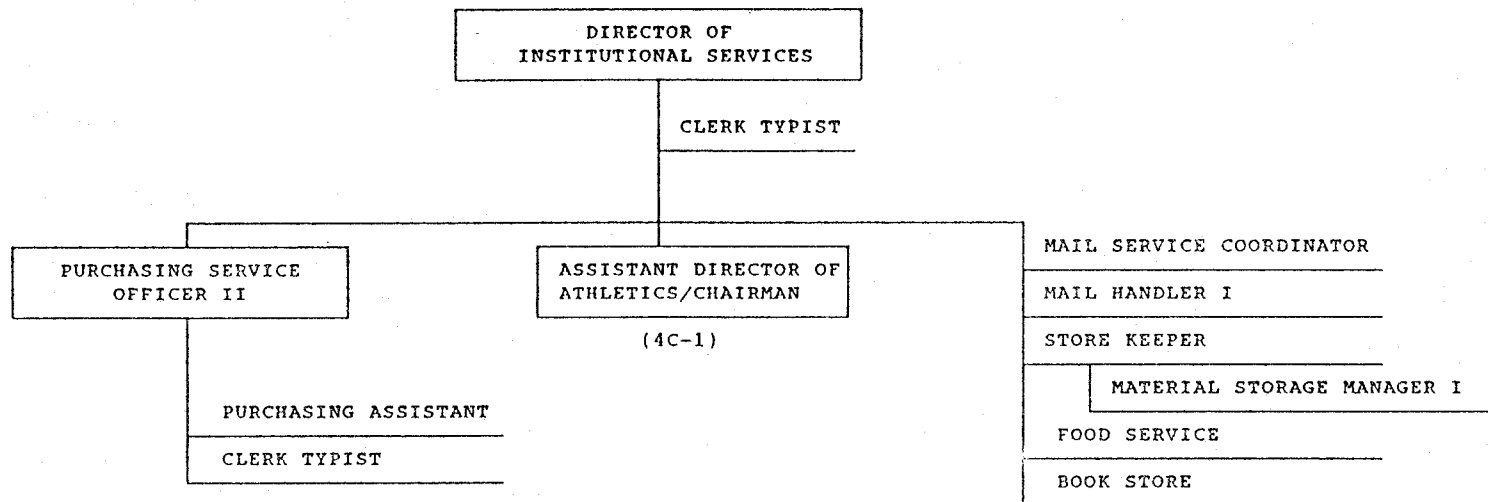 DIRECTOR OF
INSTITUTIONAL SERVICES
CLERK TYPIST
PURCHASING SERVICE
OFFICER II
ASSISTANT DIRECTOR OF
ATHLETICS/CHAIRMAN
(4C-1)
PURCHASING ASSISTANT
CLERK TYPIST
MAIL SERVICE COORDINATOR
MAIL HANDLER I
STORE KEEPER
MATERIAL STORAGE MANAGER I
FOOD SERVICE
BOOK STORE